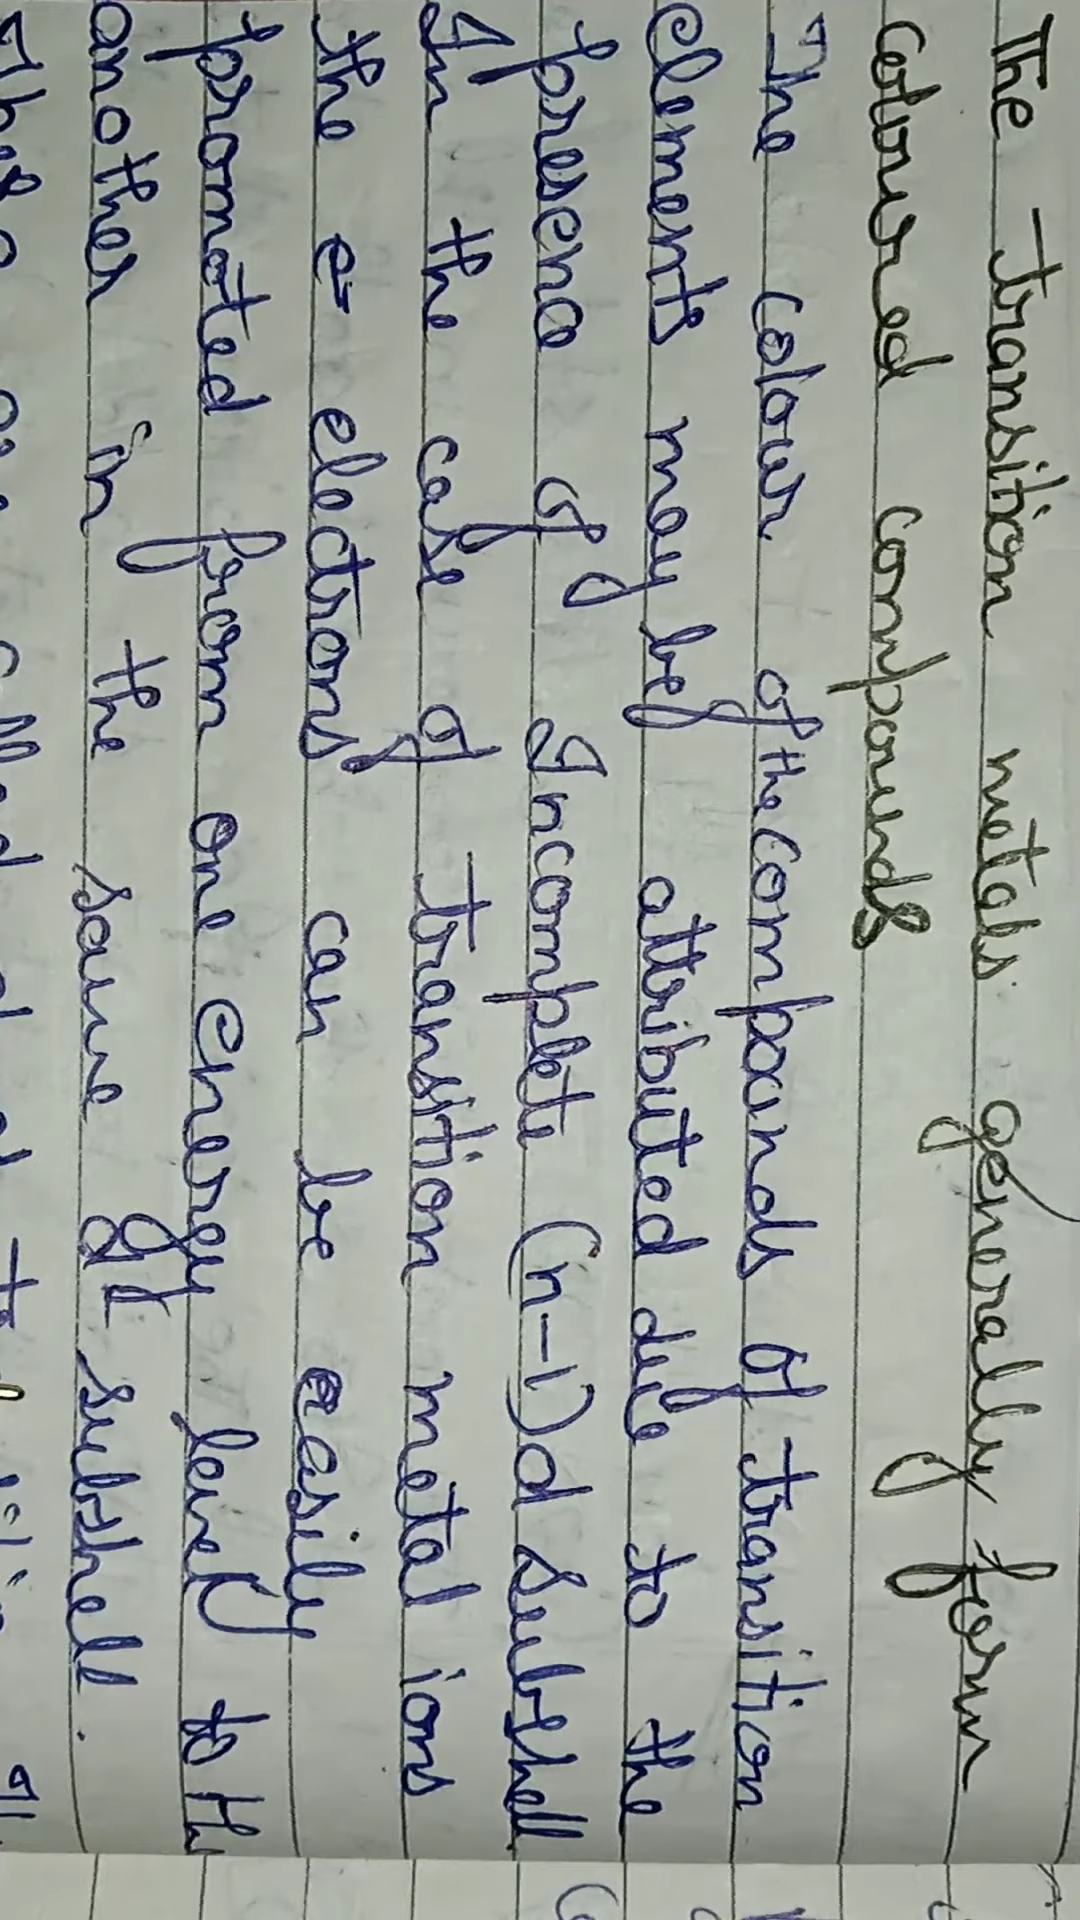 The transition metals generally form
coloured compounds
The colour of the compounds of transition
elements may be attributed due to the
presence of Incomplete (n-1)d subshell
In the case of transition metal ions
the e- electrons can be easily
promoted from one energy level to th
another in the same subshell.